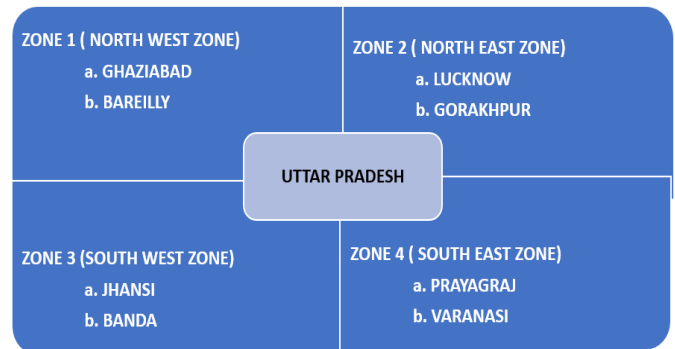 ZONE 1 ( NORTH WEST ZONE)
a. GHAZIABAD
b. BAREILLY
ZONE 2 ( NORTH EAST ZONE)
a. LUCKNOW
b. GORAKHPUR
UTTAR PRADESH
ZONE 3 (SOUTH WEST ZONE)
a. JHANSI
b. BANDA
ZONE 4 ( SOUTH EAST ZONE)
a. PRAYAGRAJ
b. VARANASI